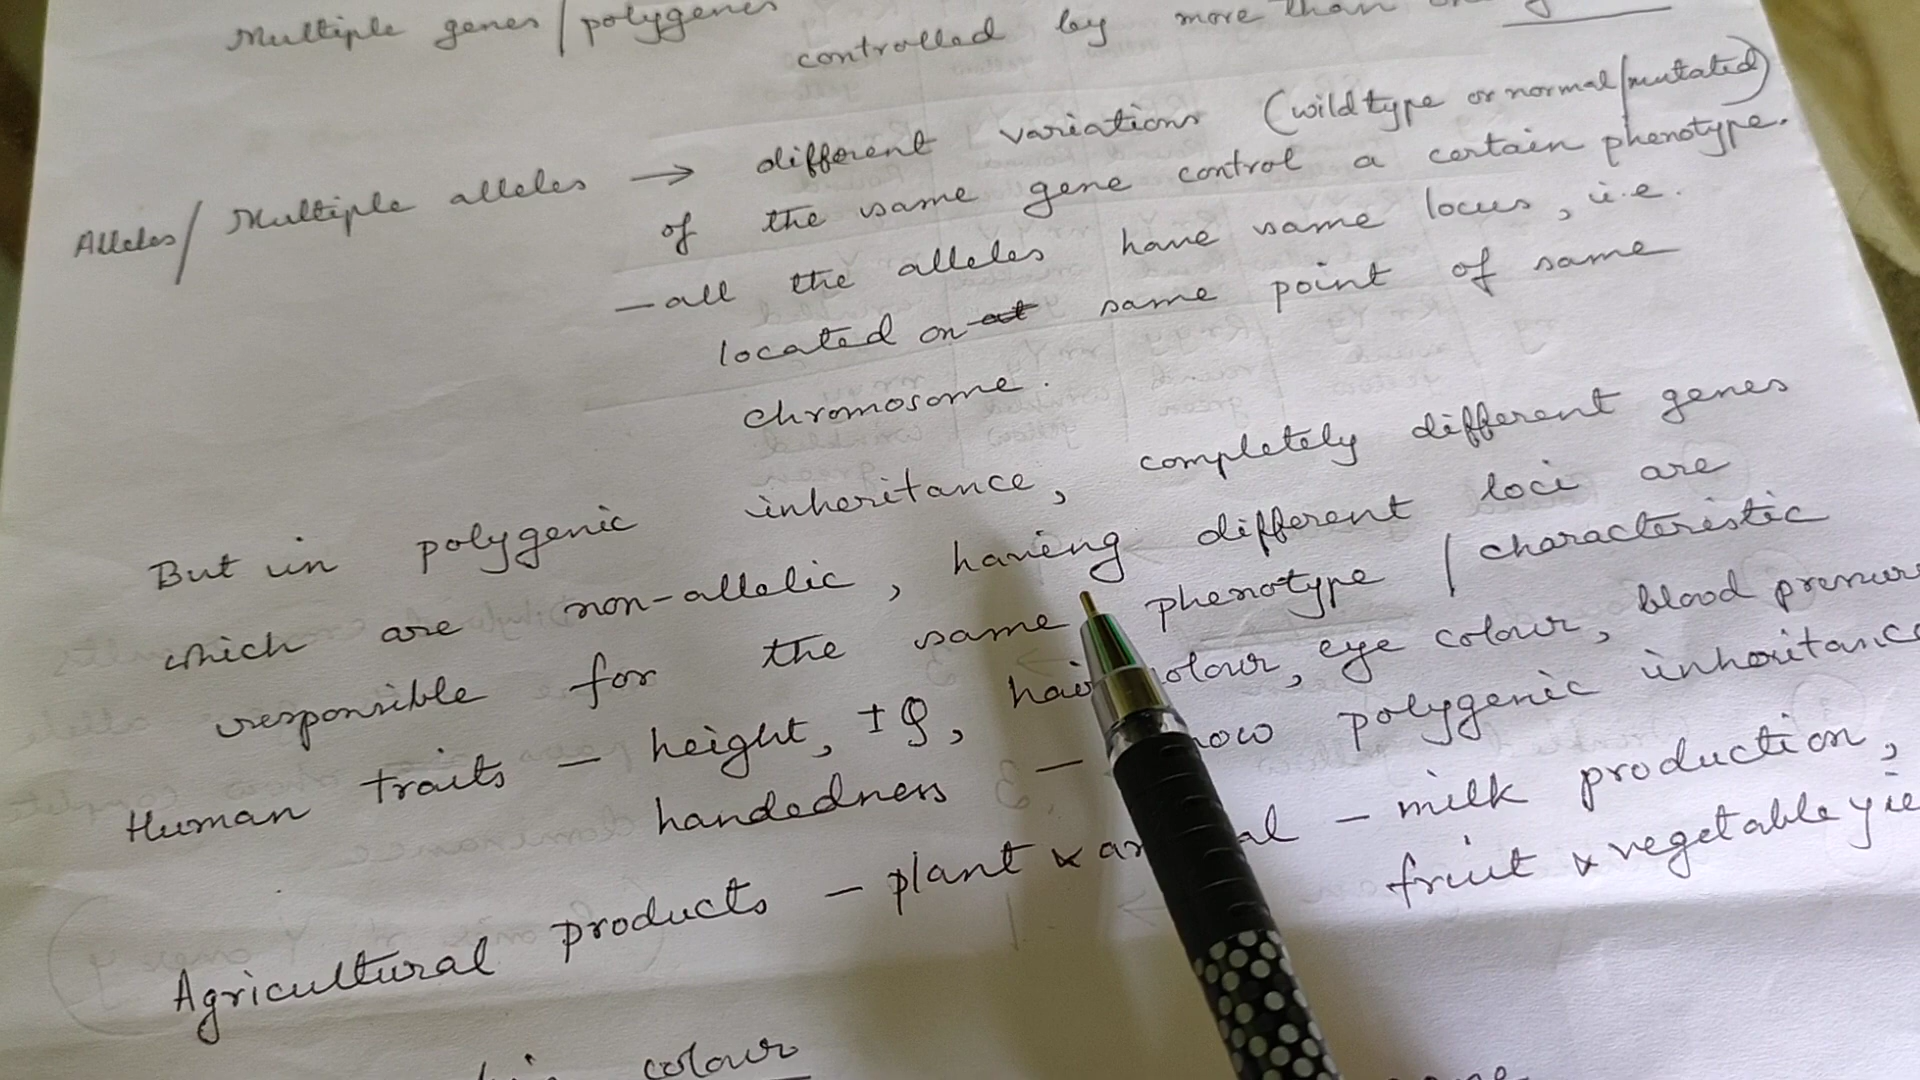 Multiple genes/polygenes
controlled by more than
Alleles/Multiple alleles → different variations (wildtype or normal/mutated)
of the same gene control a certain phenotype.
- all the alleles have same locus, i.e.
located on at same point of same
chromosome.
But in polygenic inheritance, completely different genes
which are non-allelic, having different loci are
responsible for the same phenotype / characteristic
Human traits - height, IQ, hair colour, eye colour, blood pressure
handedness - polygenic inheritance
Agricultural products - plant & animal - milk production,
fruit & vegetable
colour